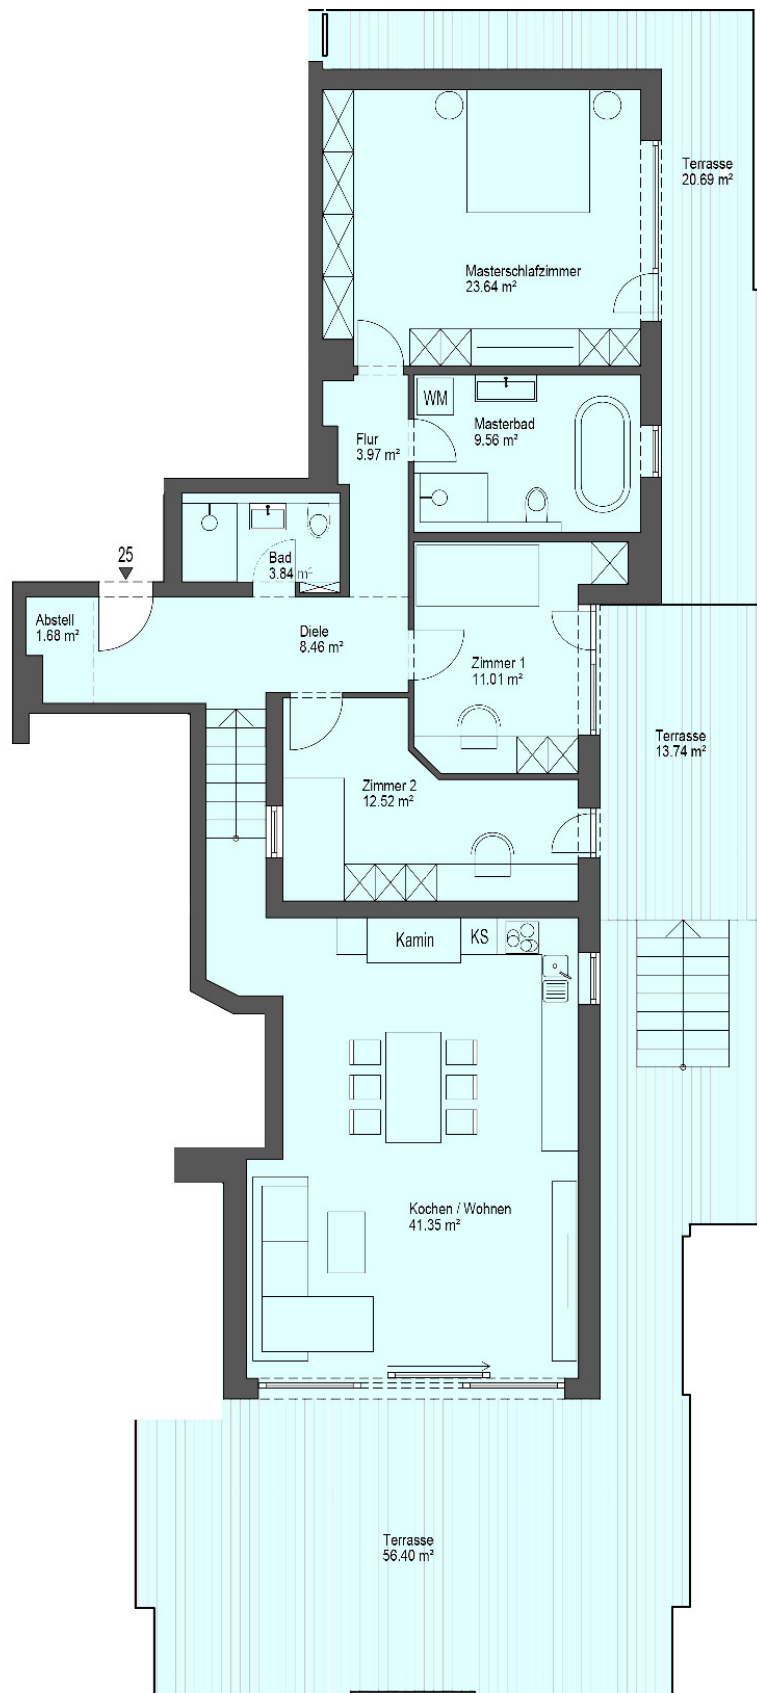 Terrasse
20.69 m²
Masterschlafzimmer
23.64 m²
WM
Masterbad
9.56 m²
Flur
3.97 m²
25
Bad
3.84 m²
Abstell
1.68 m²
Diele
8.46 m²
Zimmer 1
11.01 m²
Terrasse
13.74 m²
Zimmer 2
12.52 m²
Kamin
KS
Kochen / Wohnen
41.35 m²
Terrasse
56.40 m²